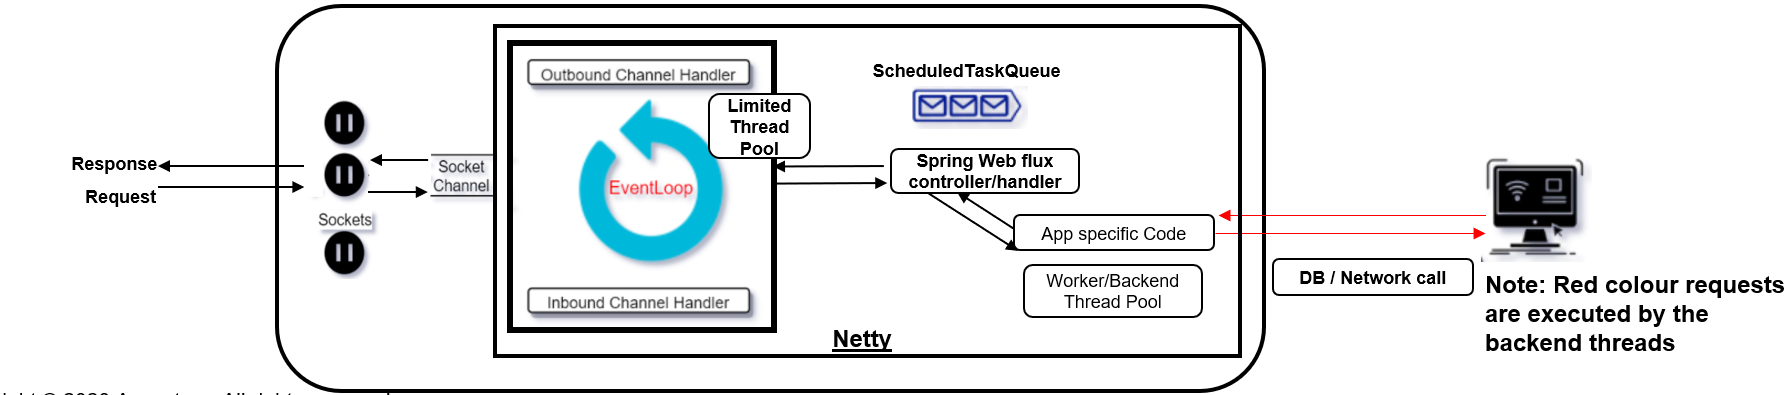 Response
Request
Sockets
Socket
Channel
Outbound Channel Handler
EventLoop
Inbound Channel Handler
Limited
Thread
Pool
ScheduledTaskQueue
Spring Web flux
controller/handler
App specific Code
Worker/Backend
Thread Pool
Netty
DB / Network call
Note: Red colour requests
are executed by the
backend threads